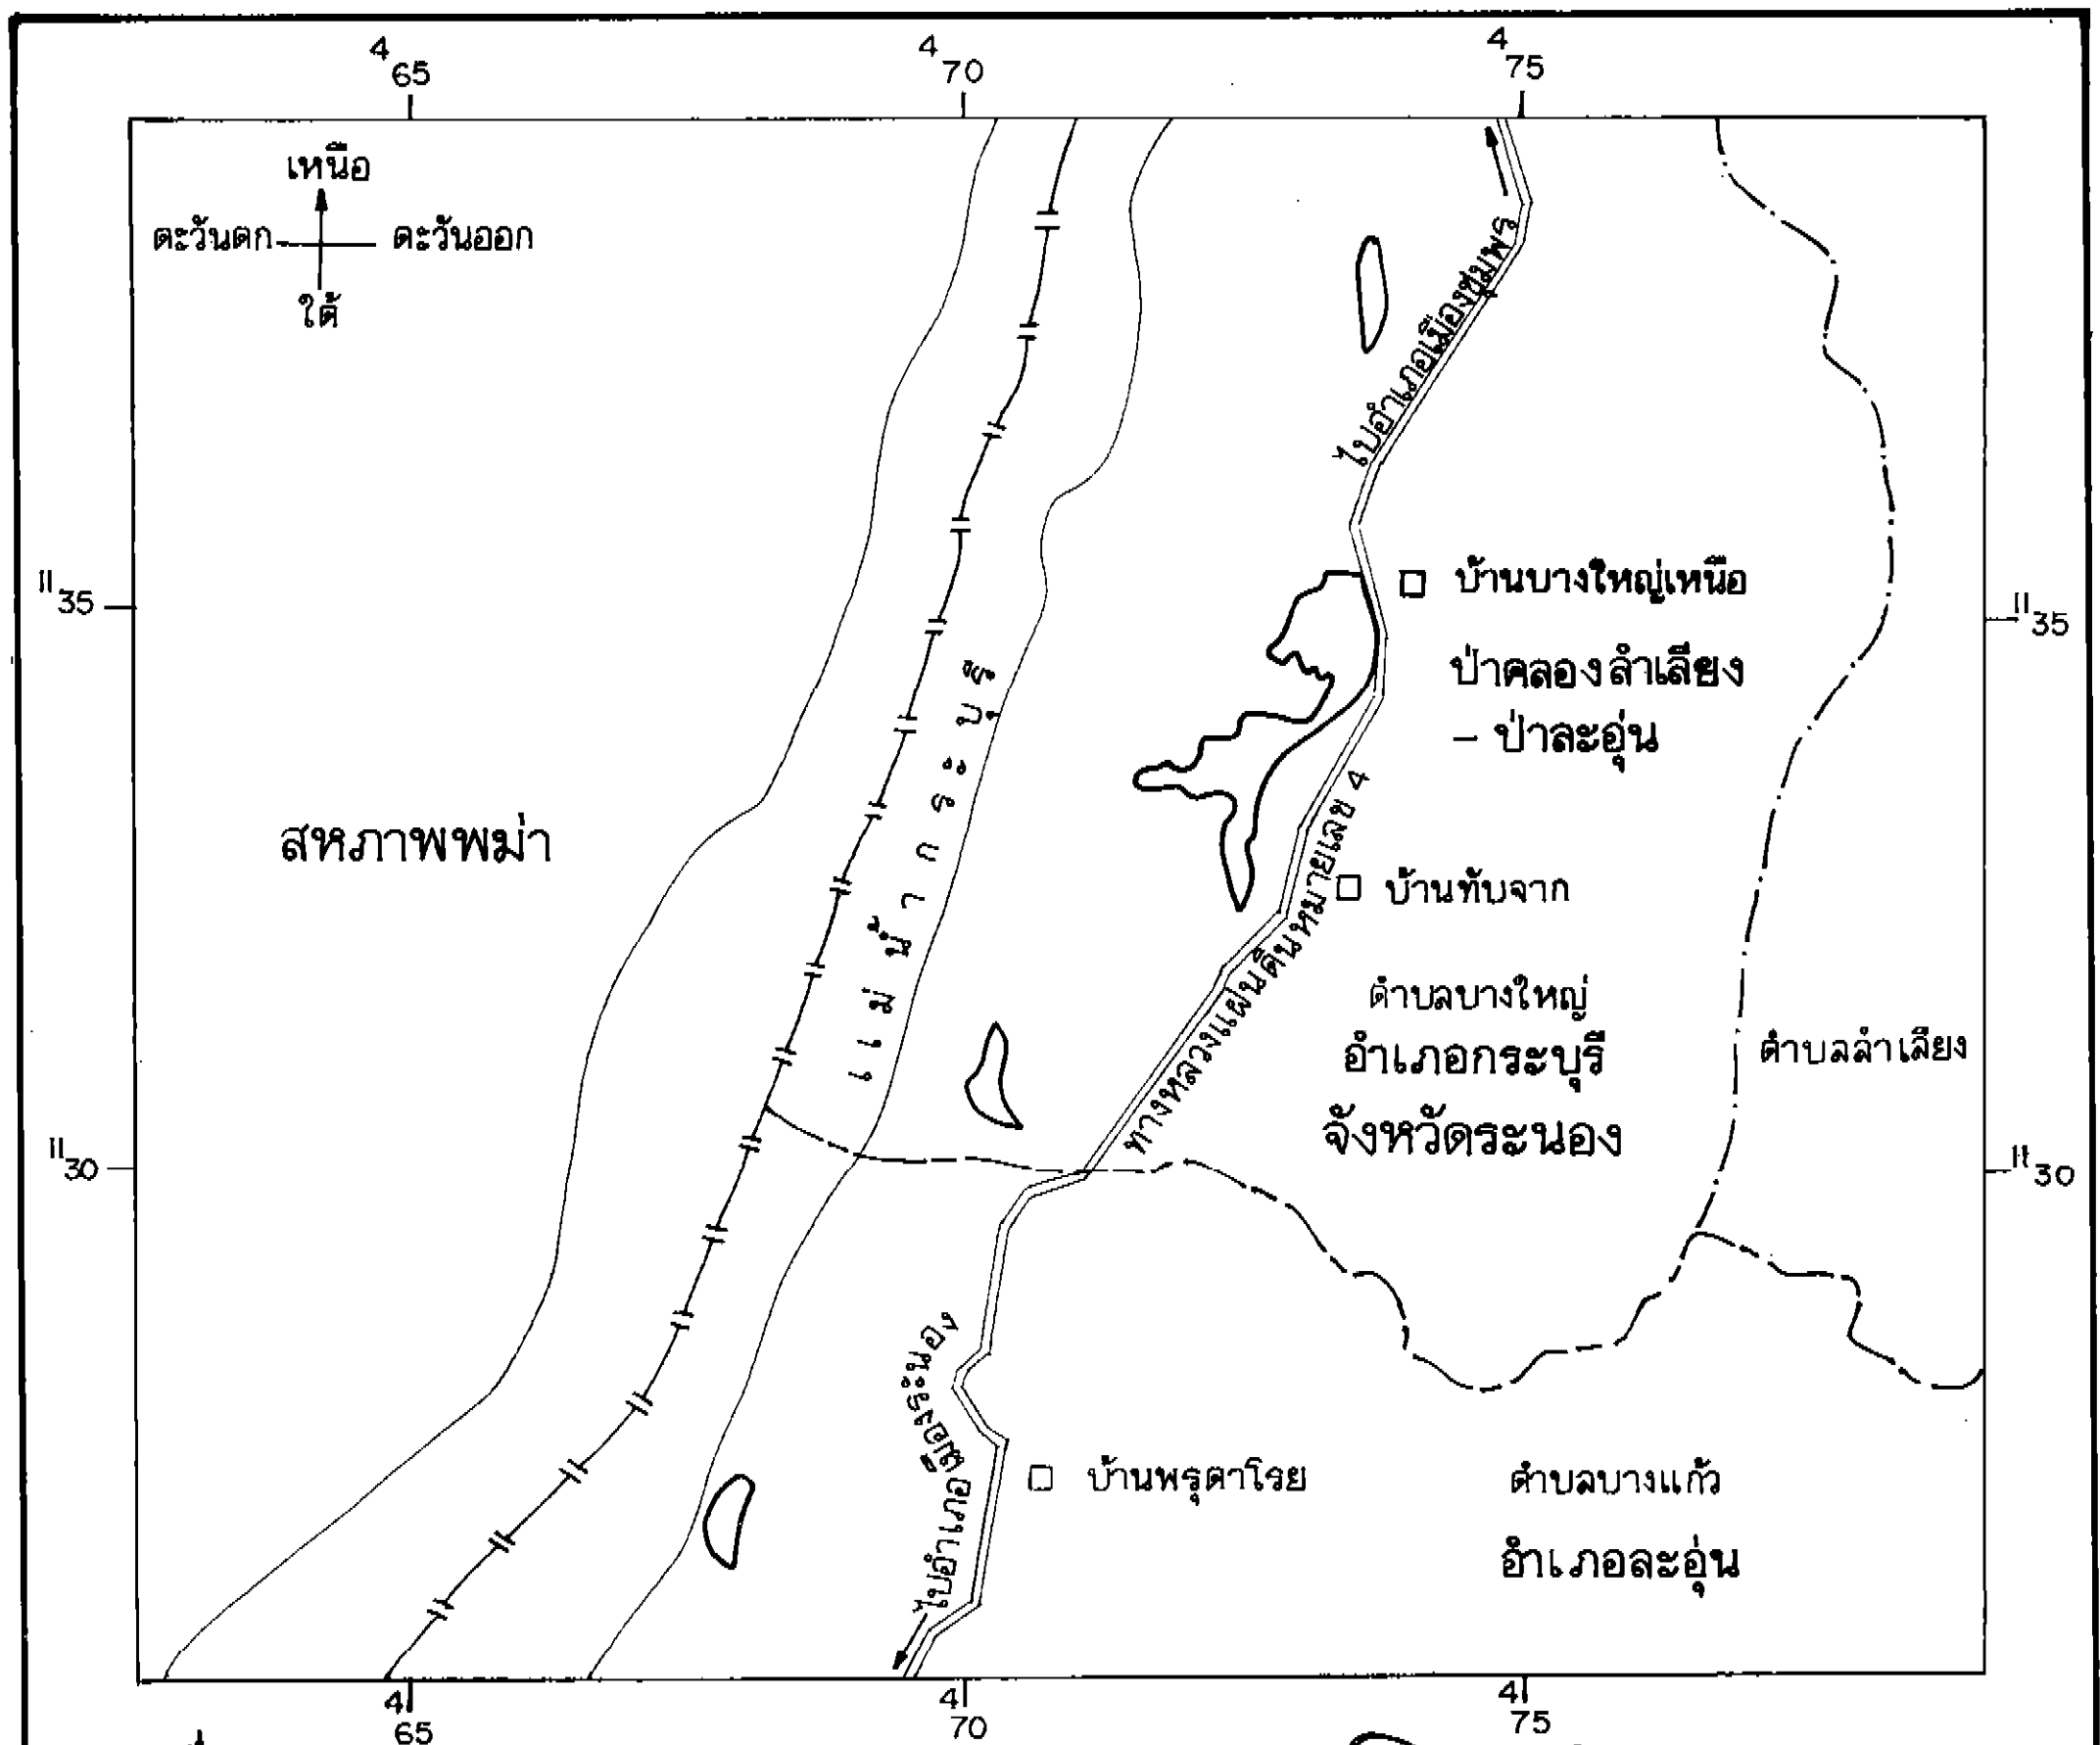 4
65
4
70
4
75
เหนือ
ตะวันตก
ตะวันออก
ใต้
ไปอำเภอเมืองชุมพร
11
35
11
35
บ้านบางใหญ่เหนือ
ป่าคลองลำเลียง
- ป่าละอุ่น
แม่น้ำกระบุรี
สหภาพพม่า
ทางหลวงแผ่นดินหมายเลข 4
บ้านทับจาก
ตำบลบางใหญ่
อำเภอกระบุรี
จังหวัดระนอง
ตำบลลำเลียง
11
30
11
30
ไปอำเภอเมืองระนอง
บ้านพรุตาโรย
ตำบลบางแก้ว
อำเภอละอุ่น
4
65
4
70
4
75